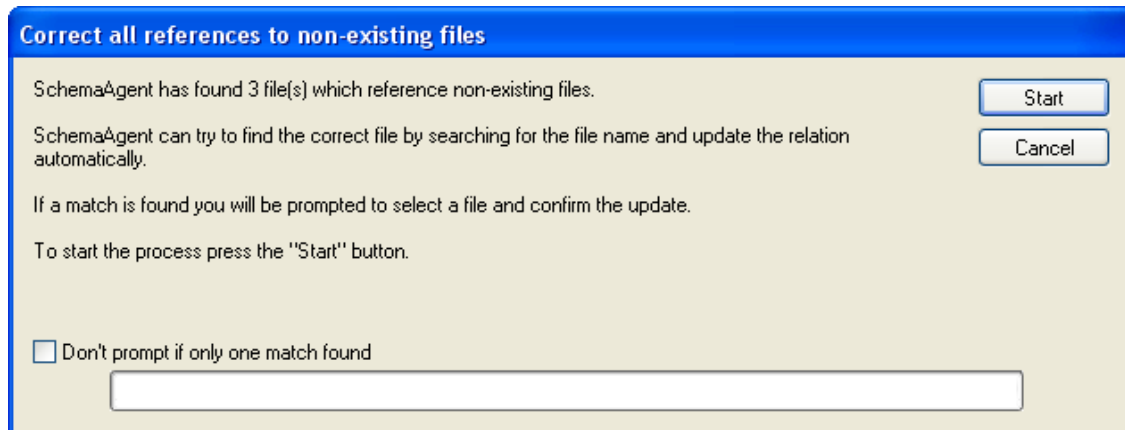 Correct all references to non-existing files
SchemaAgent has found 3 file(s) which reference non-existing files.
Start
SchemaAgent can try to find the correct file by searching for the file name and update the relation
automatically.
Cancel
If a match is found you will be prompted to select a file and confirm the update.
To start the process press the "Start" button.
Don't prompt if only one match found